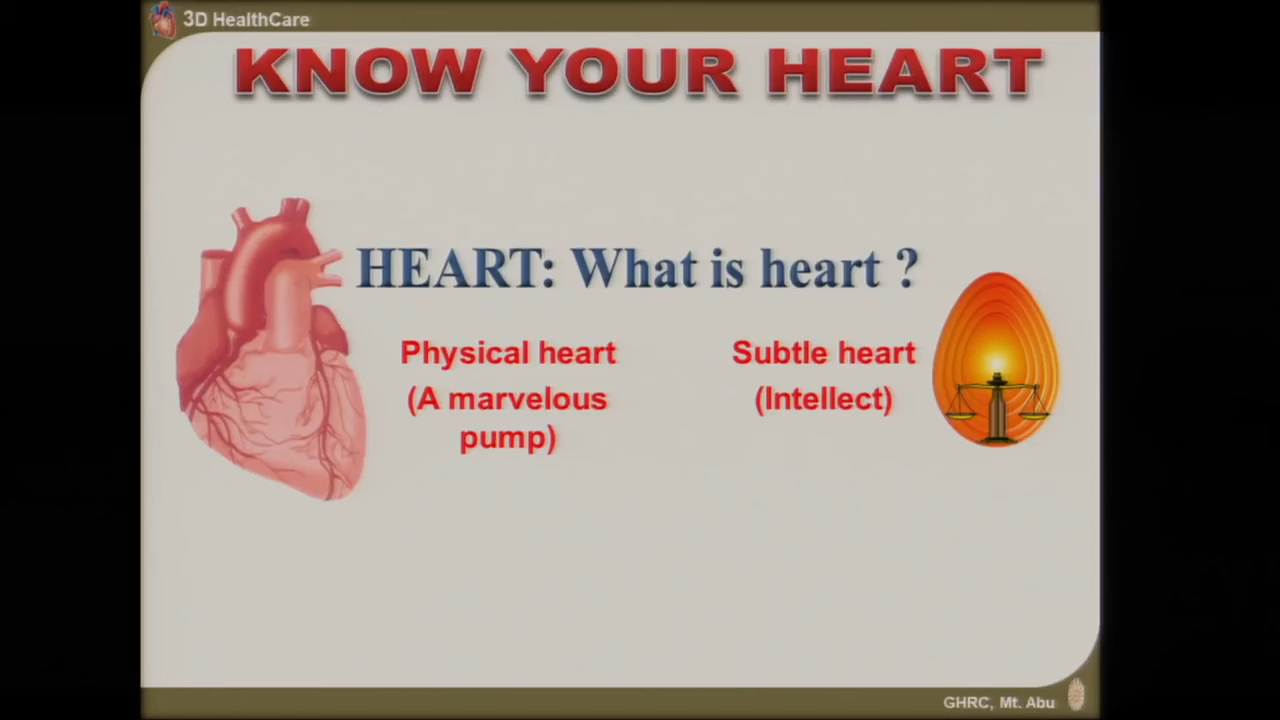 3D HealthCare
KNOW YOUR HEART
HEART: What is heart ?
Physical heart
(A marvelous
pump)
Subtle heart
(Intellect)
GHRC, Mt. Abu